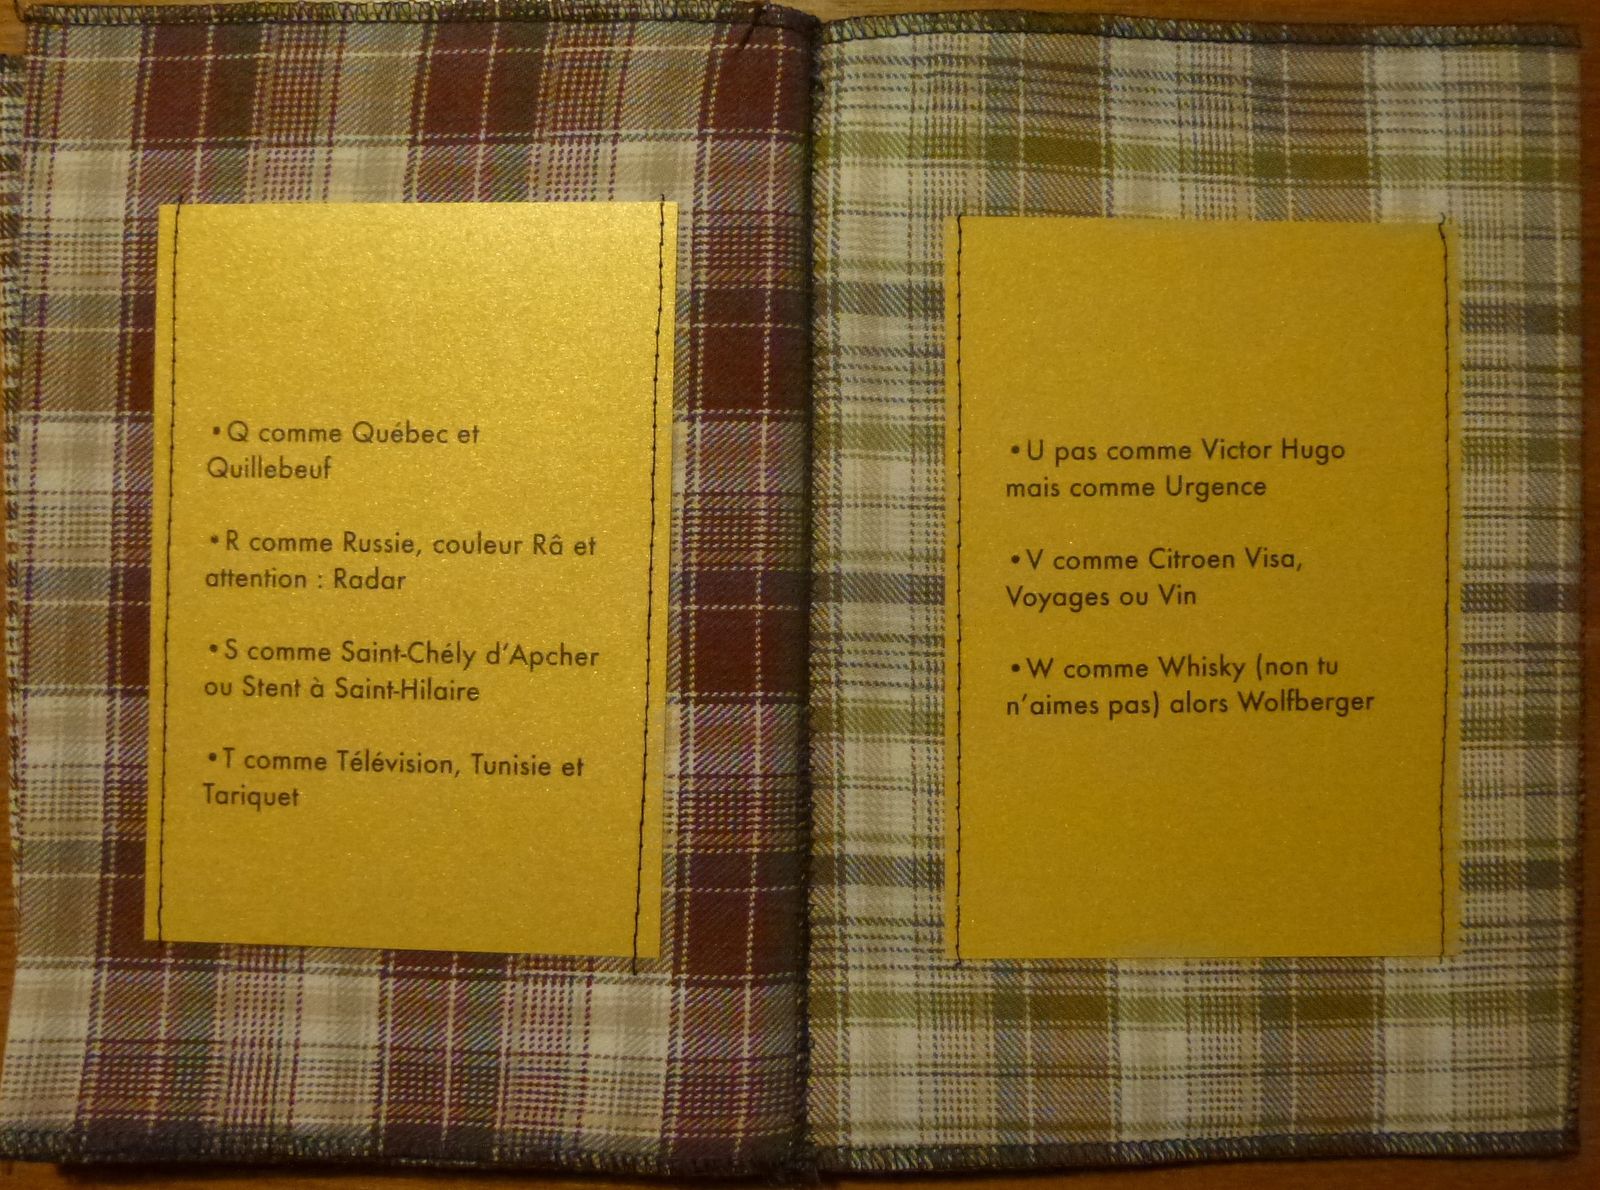 •Q comme Québec et
Quillebeuf
•R comme Russie, couleur Râ et
attention : Radar
•S comme Saint-Chély d'Apcher
ou Stent à Saint-Hilaire
•T comme Télévision, Tunisie et
Tariquet
•U pas comme Victor Hugo
mais comme Urgence
•V comme Citroen Visa,
Voyages ou Vin
•W comme Whisky (non tu
n'aimes pas) alors Wolfberger